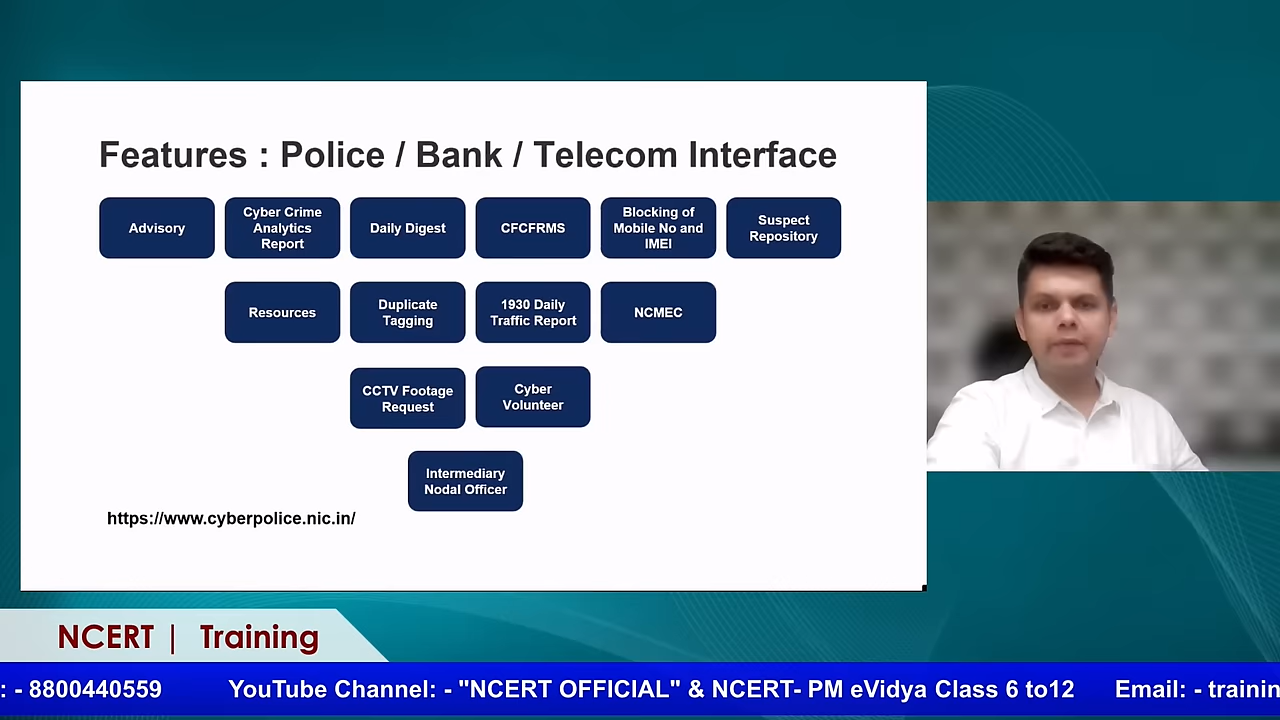 Features : Police / Bank / Telecom Interface
Advisory
Cyber Crime
Analytics
Report
Daily Digest
CFCFRMS
Blocking of
Mobile No and
IMEI
Suspect
Repository
Resources
Duplicate
Tagging
1930 Daily
Traffic Report
NCMEC
CCTV Footage
Request
Cyber
Volunteer
Intermediary
Nodal Officer
https://www.cyberpolice.nic.in/
NCERT | Training
: - 8800440559 YouTube Channel: - "NCERT OFFICIAL" & NCERT- PM eVidya Class 6 to12 Email: - trainin